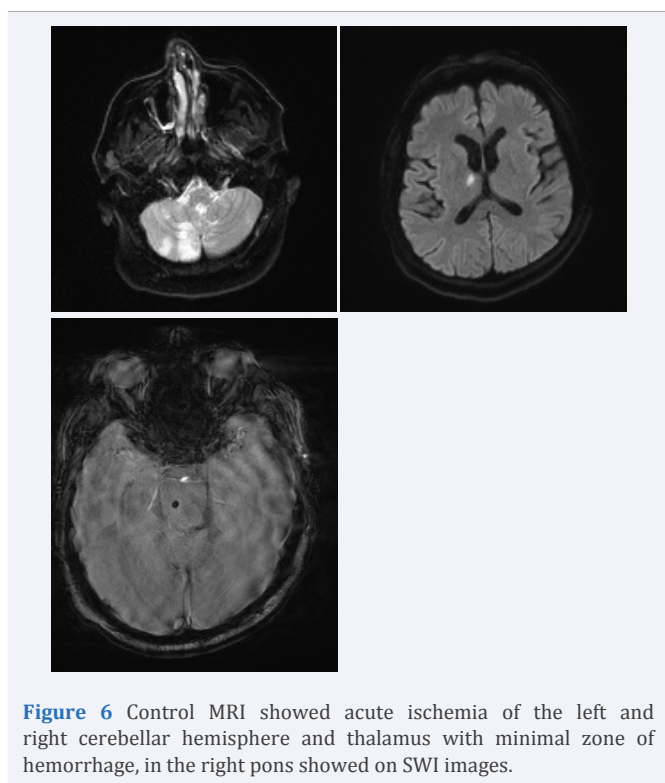 Figure 6 Control MRI showed acute ischemia of the left and
right cerebellar hemisphere and thalamus with minimal zone of
hemorrhage, in the right pons showed on SWI images.